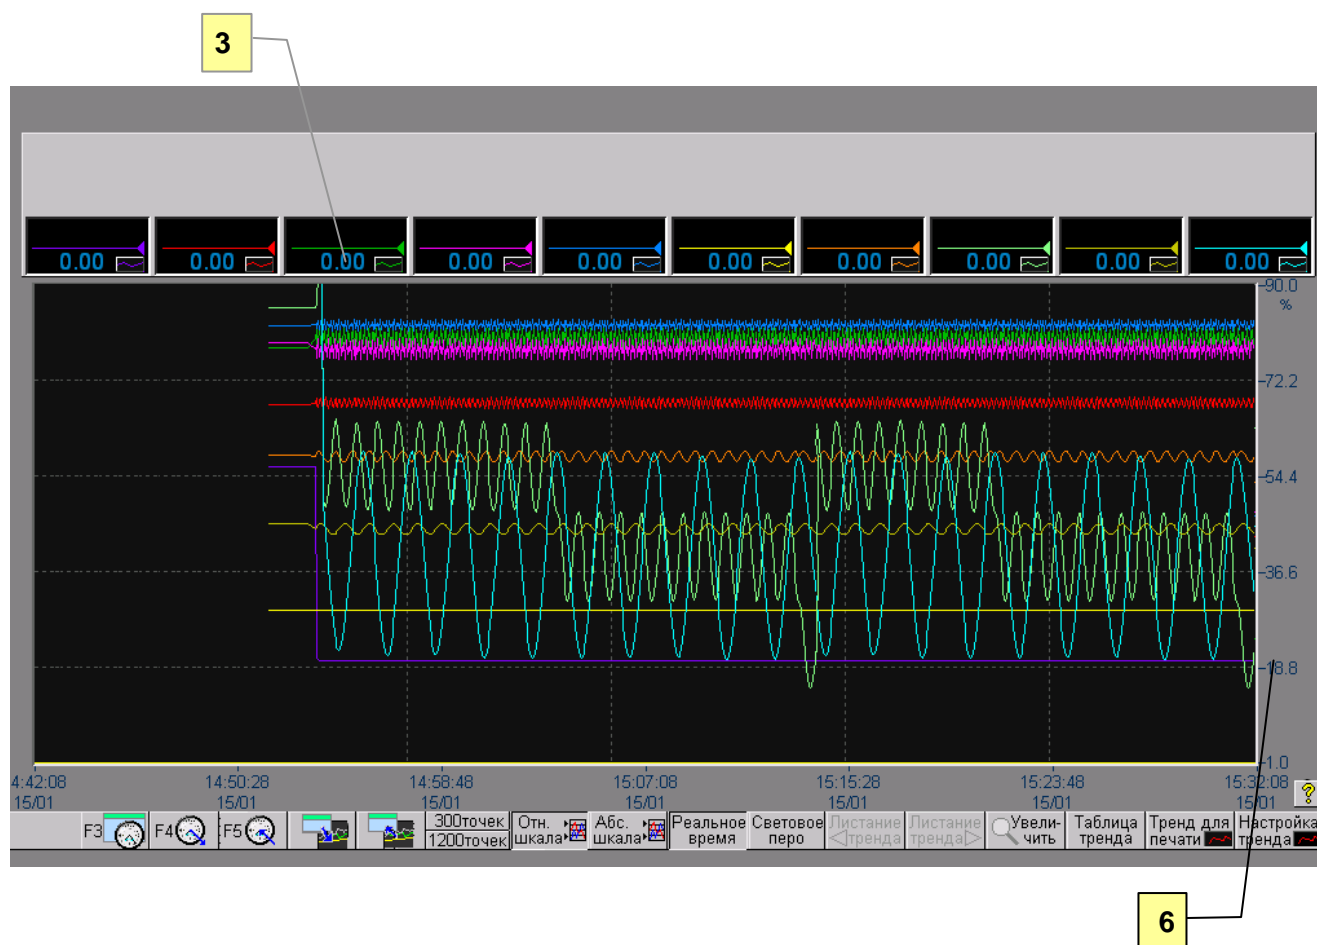 3
0.00 0.00 0.00 0.00 0.00 0.00 0.00 0.00 0.00 0.00
90.0
%
72.2
54.4
36.6
18.8
1.0
4:42:08 14:50:28 14:58:48 15:07:08 15:15:28 15:23:48 15:32:08
15/01 15/01 15/01 15/01 15/01 15/01 15/01
?
F3 F4 F5
300точек
1200точек
Отн.
шкала
Абс.
шкала
Реальное
время
Световое
перо
Листание
тренда
Листание
тренда
Увели-
чить
Таблица
тренда
Тренд для
печати
Настройка
тренда
6